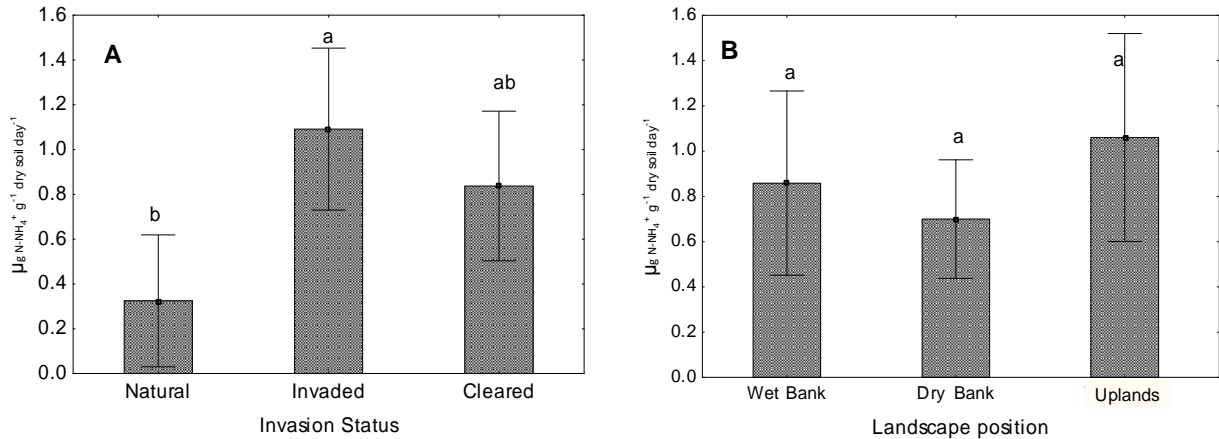 A
B
µg N-NH₄⁺ g⁻¹ dry soil day⁻¹
1.6
1.4
1.2
1.0
0.8
0.6
0.4
0.2
0.0
b
a
ab
Natural Invaded Cleared
Invasion Status
µg N-NH₄⁺ g⁻¹ dry soil day⁻¹
1.6
1.4
1.2
1.0
0.8
0.6
0.4
0.2
0.0
a
a
a
Wet Bank Dry Bank Uplands
Landscape position